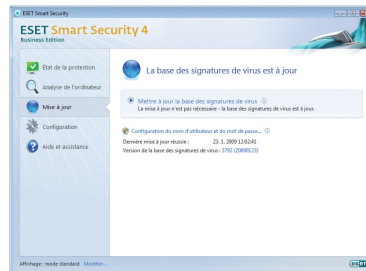 ESET Smart Security
ESET Smart Security 4
Business Edition
État de la protection
Analyse de l'ordinateur
Mise à jour
Configuration
Aide et assistance
La base des signatures de virus est à jour
Mettre à jour la base des signatures de virus
La mise à jour n'est pas nécessaire - la base des signatures de virus est à jour.
Configuration du nom d'utilisateur et du mot de passe...
Dernière mise à jour réussie : 23. 1. 2009 12:02:41
Version de la base des signatures de virus : 3792 (20090123)
Affichage : mode standard Modifier...